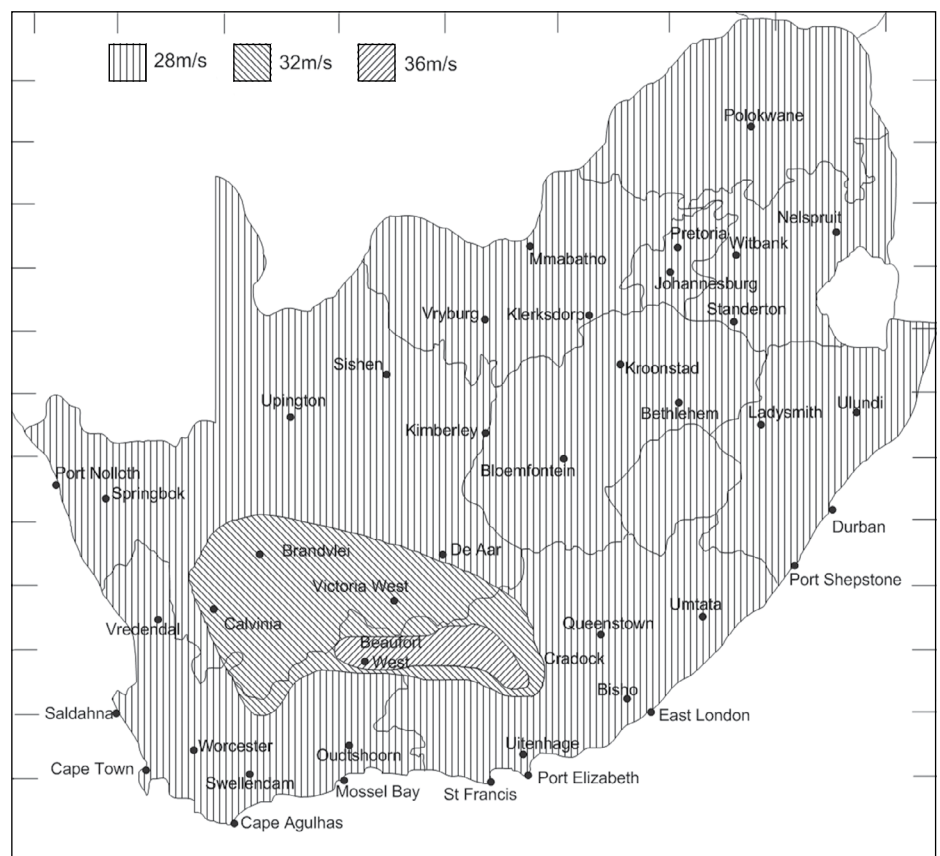 28m/s
32m/s
36m/s
Polokwane
Nelspruit
Pretoria
Witbank
Mmabatho
Johannesburg
Standerton
Vryburg
Klerksdorp
Sishen
Kroonstad
Upington
Bethlehem
Ladysmith
Ulundi
Kimberley
Bloemfontein
Port Nolloth
Springbok
Durban
Brandvlei
De Aar
Port Shepstone
Victoria West
Umtata
Calvinia
Vredendal
Queenstown
Beaufort
West
Cradock
Bisho
Saldahna
East London
Worcester
Oudtshoorn
Uitenhage
Cape Town
Swellendam
Mossel Bay
St Francis
Port Elizabeth
Cape Agulhas